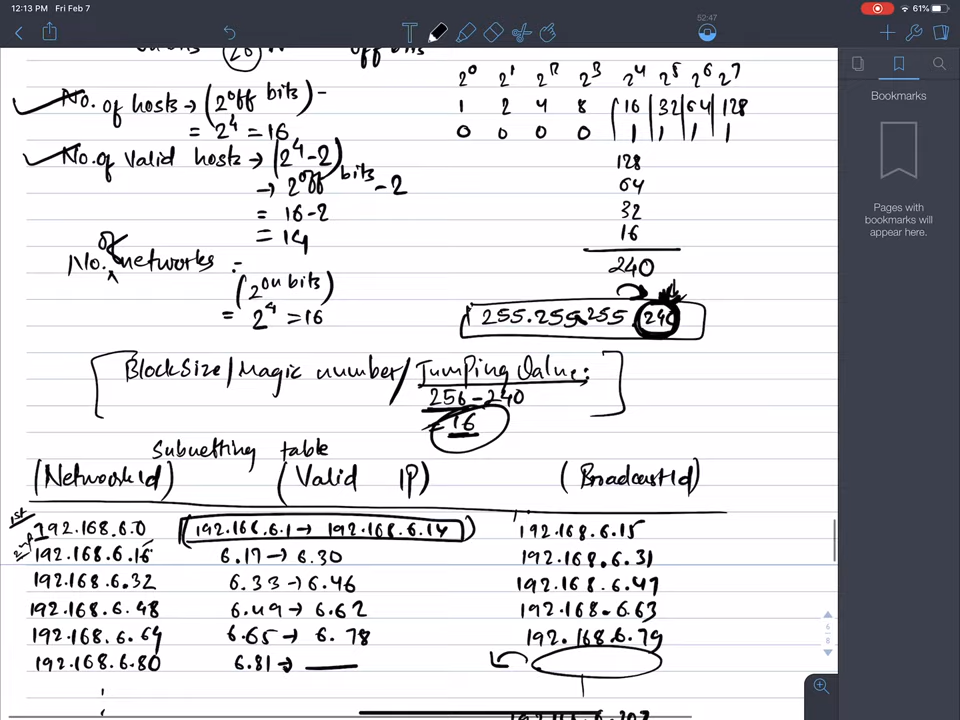 12:13 PM Fri Feb 7
52:47
61%
Bookmarks
Pages with
bookmarks will
appear here.
2^0 2^1 2^2 2^3 2^4 2^5 2^6 2^7
1 2 4 8 16 32 64 128
0 0 0 0 1 1 1 1
128
64
32
16
240
255.255.255.240
No. of hosts → (2^off bits) -
= 2^4 = 16
No. of valid hosts → (2^4 - 2)
→ 2^off bits - 2
= 16 - 2
= 14
No. of networks :-
(2^on bits)
= 2^4 = 16
Block Size / Magic number / Jumping Value:
256 - 240
= 16
Subnetting table
(Network Id) (Valid IP) (Broadcast Id)
1st 192.168.6.0 (192.168.6.1 → 192.168.6.14) 192.168.6.15
2nd 192.168.6.16 6.17 → 6.30 192.168.6.31
192.168.6.32 6.33 → 6.46 192.168.6.47
192.168.6.48 6.49 → 6.62 192.168.6.63
192.168.6.64 6.65 → 6.78 192.168.6.79
192.168.6.80 6.81 →